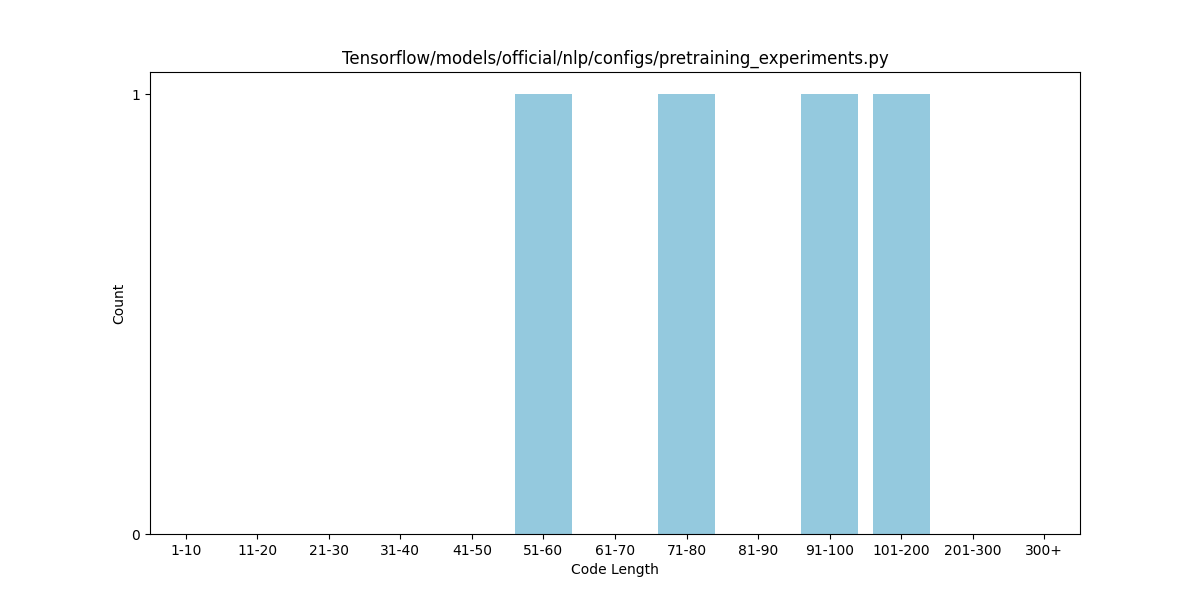 Tensorflow/models/official/nlp/configs/pretraining_experiments.py
1
Count
0
1-10 11-20 21-30 31-40 41-50 51-60 61-70 71-80 81-90 91-100 101-200 201-300 300+
Code Length